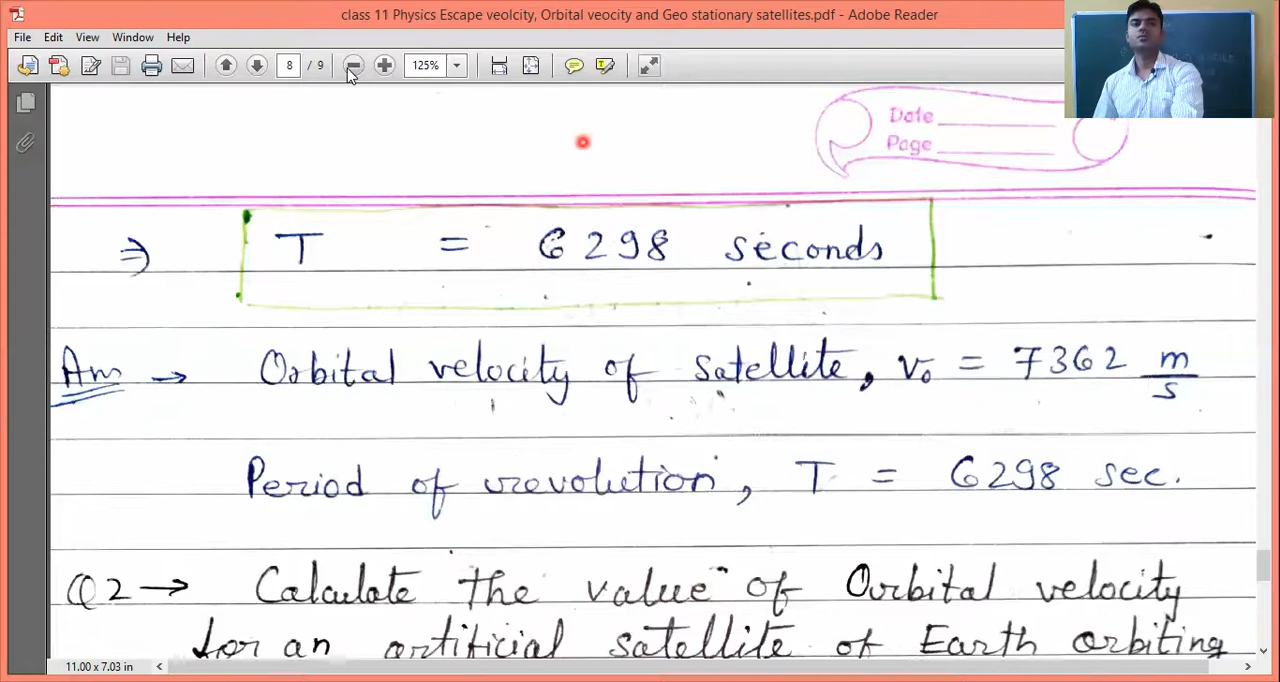 class 11 Physics Escape veolcity, Orbital veocity and Geo stationary satellites.pdf - Adobe Reader
File Edit View Window Help
8 / 9 125%
Date
Page
⇒ T = 6298 seconds
Ans → Orbital velocity of satellite, v₀ = 7362 m/s
Period of revolution, T = 6298 sec.
Q2 → Calculate the value of Orbital velocity
for an artificial satellite of Earth orbiting
11.00 x 7.03 in